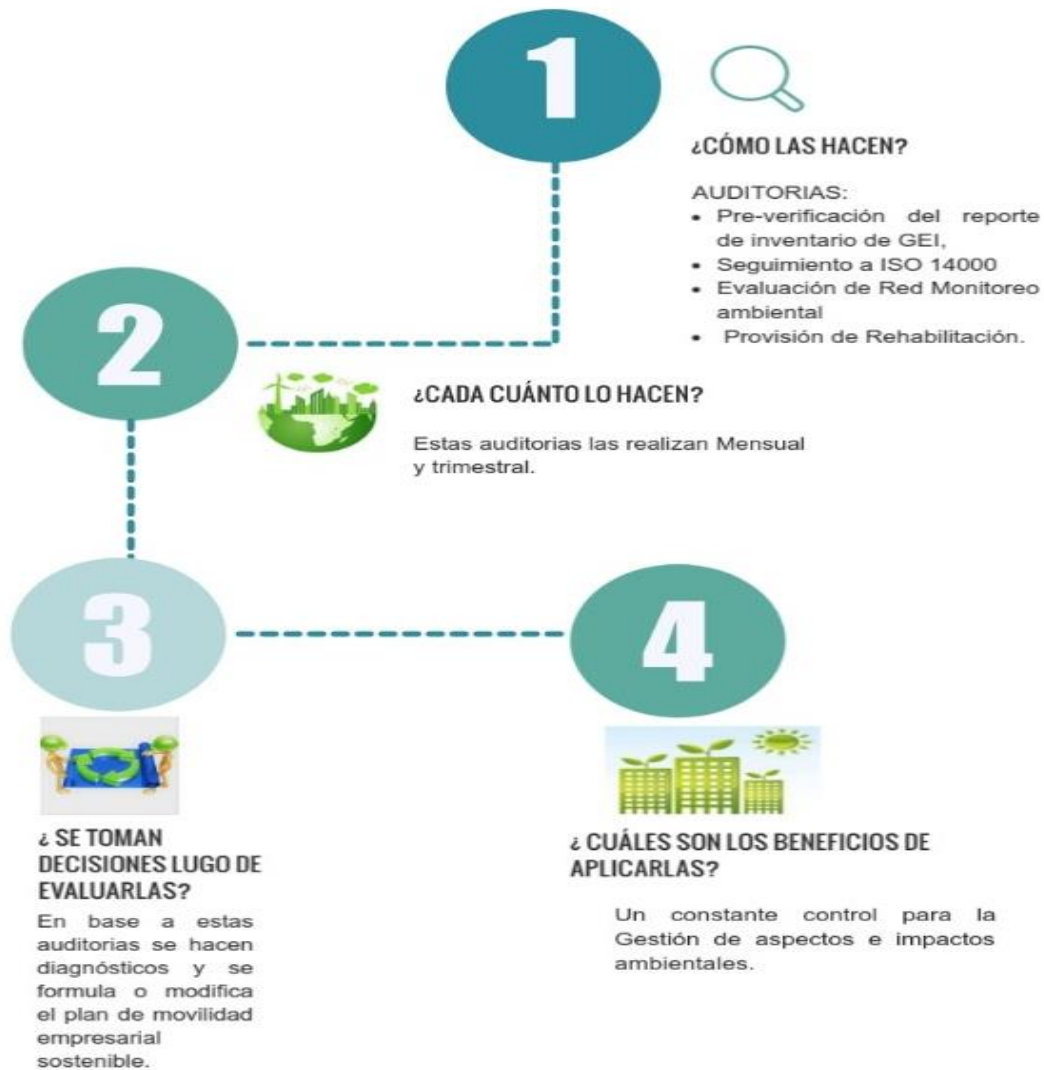 1
¿CÓMO LAS HACEN?
AUDITORIAS:
• Pre-verificación del reporte
de inventario de GEI,
• Seguimiento a ISO 14000
• Evaluación de Red Monitoreo
ambiental
• Provisión de Rehabilitación.
2
¿CADA CUÁNTO LO HACEN?
Estas auditorias las realizan Mensual
y trimestral.
3
¿ SE TOMAN
DECISIONES LUGO DE
EVALUARLAS?
En base a estas
auditorias se hacen
diagnósticos y se
formula o modifica
el plan de movilidad
empresarial
sostenible.
4
¿ CUÁLES SON LOS BENEFICIOS DE
APLICARLAS?
Un constante control para la
Gestión de aspectos e impactos
ambientales.